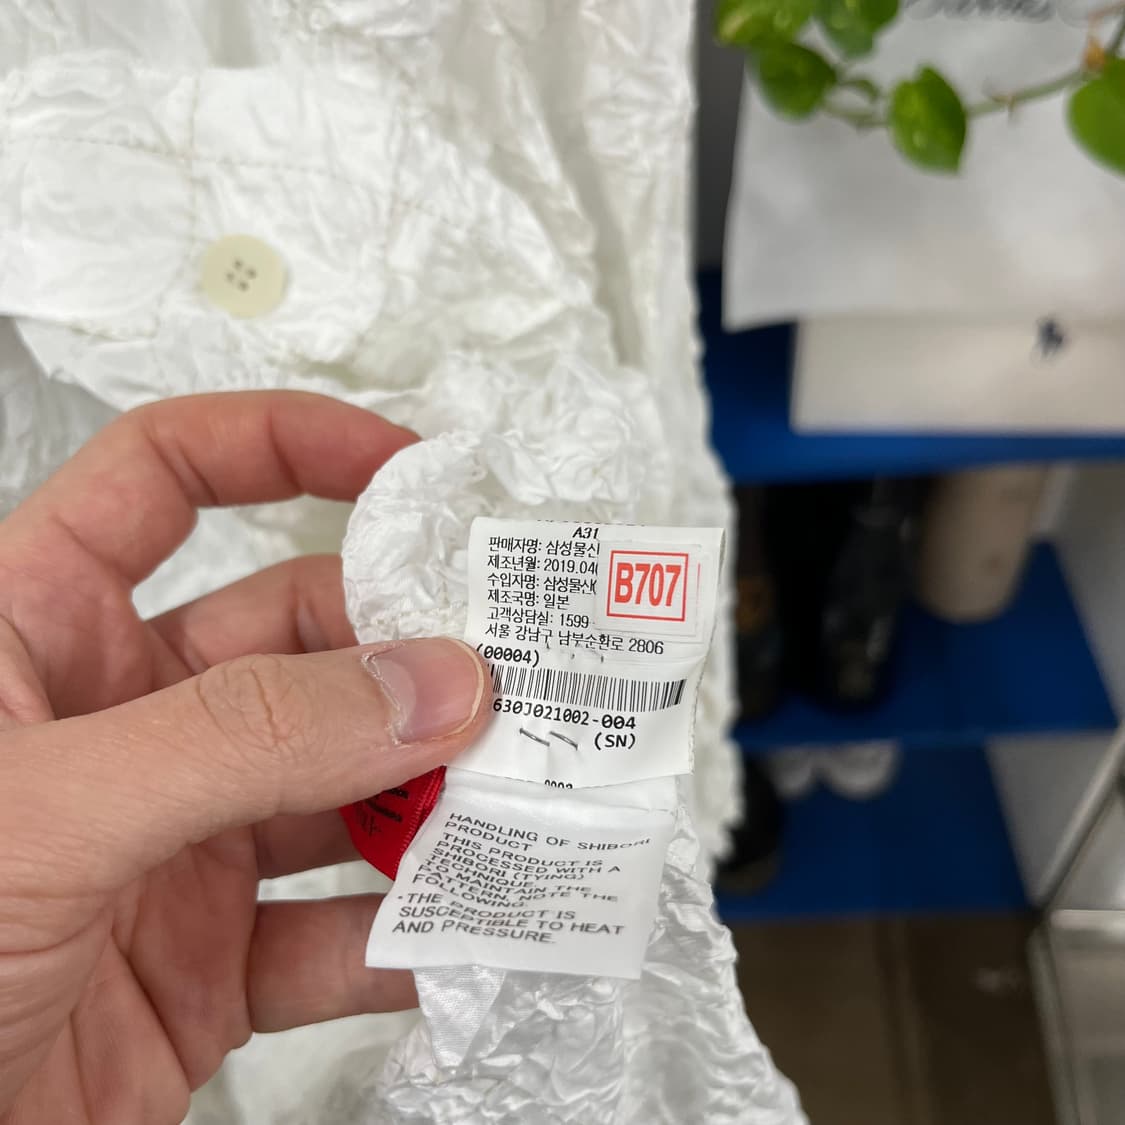 A31
판매자명: 삼성물산
제조년월: 2019.04
수입자명: 삼성물산(
제조국명: 일본
고객상담실: 1599-
서울 강남구 남부순환로 2806
B707
(00004)
630J021002-004
(SN)
HANDLING OF SHIBORI
PRODUCT
THIS PRODUCT IS
PROCESSED WITH A
SHIBORI (TYING)
TECHNIQUE.
TO MAINTAIN THE
PATTERN, NOTE THE
FOLLOWING.
・THE PRODUCT IS
SUSCEPTIBLE TO HEAT
AND PRESSURE.